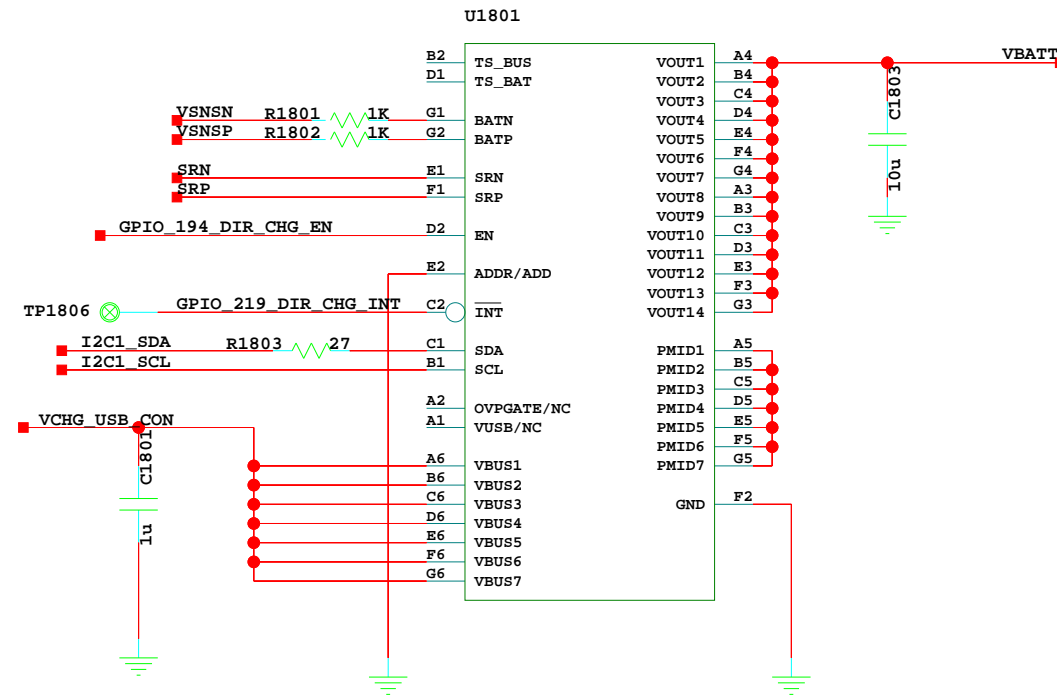 U1801
B2 TS_BUS VOUT1 A4 VBATT
D1 TS_BAT VOUT2 B4
VOUT3 C4 C1803 10u
VSNSN R1801 1K G1 BATN VOUT4 D4
VSNSP R1802 1K G2 BATP VOUT5 E4
VOUT6 F4
SRN E1 SRN VOUT7 G4
SRP F1 SRP VOUT8 A3
VOUT9 B3
GPIO_194_DIR_CHG_EN D2 EN VOUT10 C3
VOUT11 D3
E2 ADDR/ADD VOUT12 E3
VOUT13 F3
TP1806 GPIO_219_DIR_CHG_INT C2 INT VOUT14 G3
I2C1_SDA R1803 27 C1 SDA PMID1 A5
I2C1_SCL B1 SCL PMID2 B5
PMID3 C5
A2 OVPGATE/NC PMID4 D5
VCHG_USB_CON A1 VUSB/NC PMID5 E5
PMID6 F5
C1801 1u
A6 VBUS1 PMID7 G5
B6 VBUS2
C6 VBUS3 GND F2
D6 VBUS4
E6 VBUS5
F6 VBUS6
G6 VBUS7